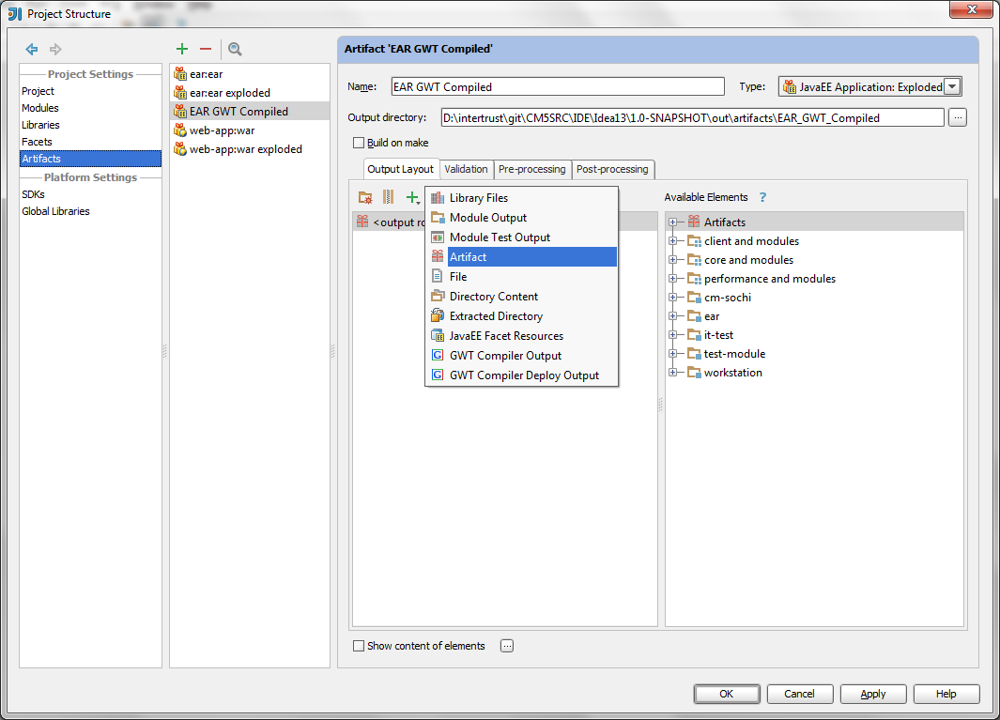 Project Structure
Project Settings
Project
Modules
Libraries
Facets
Artifacts
Platform Settings
SDKs
Global Libraries
ear:ear
ear:ear exploded
EAR GWT Compiled
web-app:war
web-app:war exploded
Artifact 'EAR GWT Compiled'
Name: EAR GWT Compiled Type: JavaEE Application: Exploded
Output directory: D:\intertrust\git\CM5SRC\IDE\Idea13\1.0-SNAPSHOT\out\artifacts\EAR_GWT_Compiled ...
Build on make
Output Layout Validation Pre-processing Post-processing
<output ro
Library Files
Module Output
Module Test Output
Artifact
File
Directory Content
Extracted Directory
JavaEE Facet Resources
GWT Compiler Output
GWT Compiler Deploy Output
Available Elements ?
Artifacts
client and modules
core and modules
performance and modules
cm-sochi
ear
it-test
test-module
workstation
Show content of elements ...
OK Cancel Apply Help